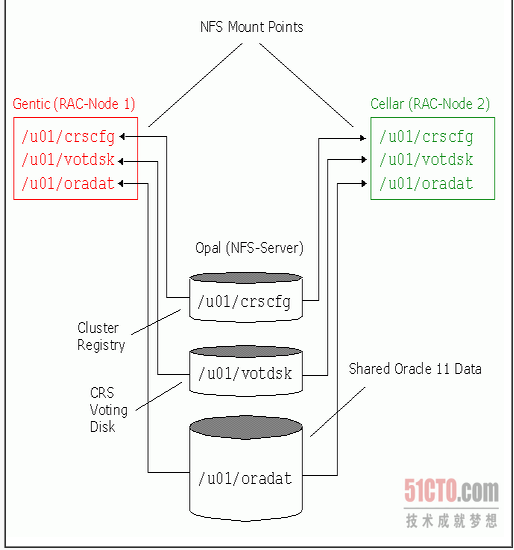 NFS Mount Points
Gentic (RAC-Node 1)
/u01/crscfg
/u01/votdsk
/u01/oradat
Cellar (RAC-Node 2)
/u01/crscfg
/u01/votdsk
/u01/oradat
Opal (NFS-Server)
/u01/crscfg
Cluster
Registry
/u01/votdsk
CRS
Voting
Disk
Shared Oracle 11 Data
/u01/oradat
51CTO.com
技术成就梦想